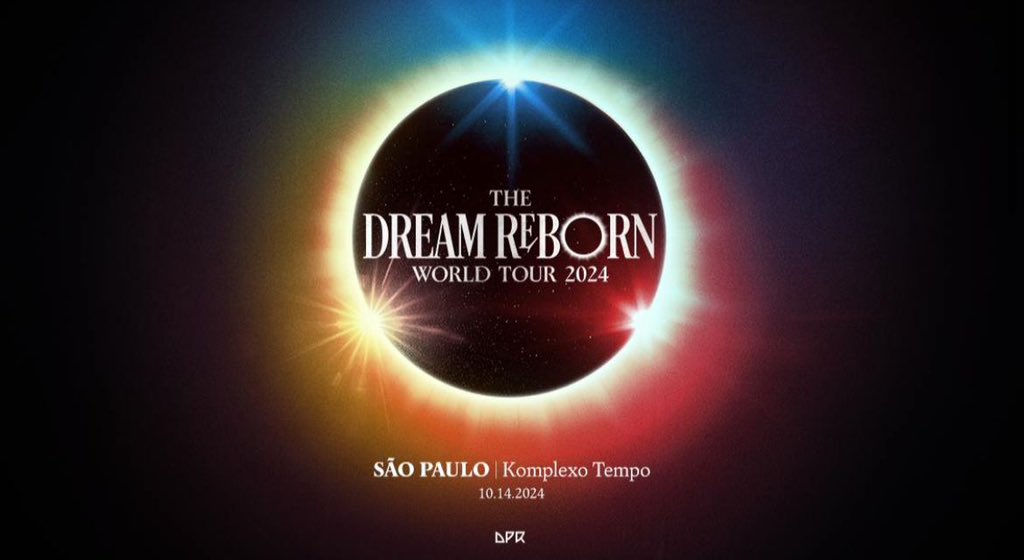 THE
DREAM REBORN
WORLD TOUR 2024
SÃO PAULO | Komplexo Tempo
10.14.2024
DPR